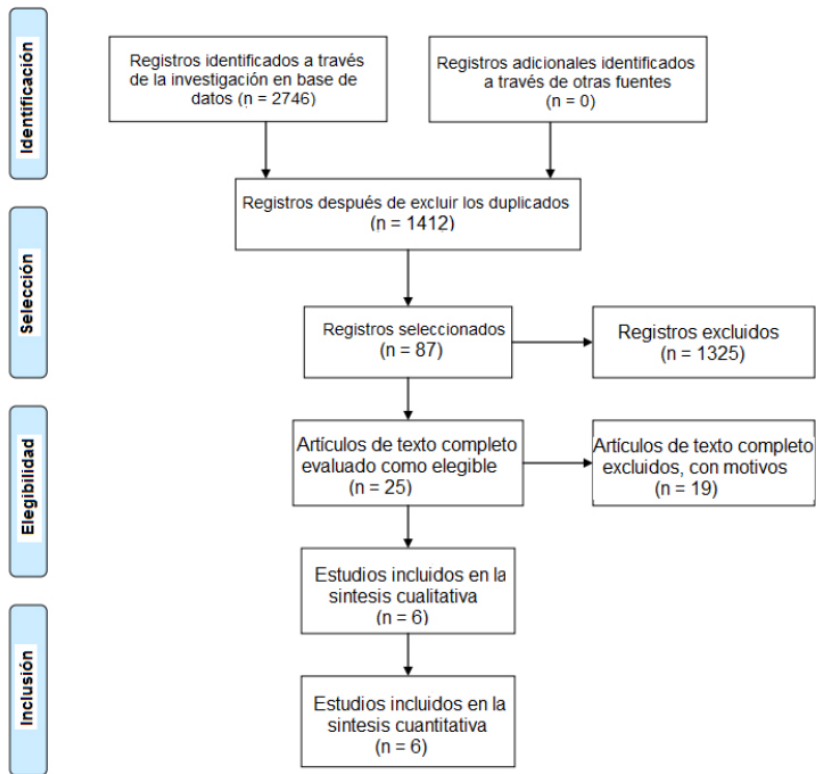 Identificación
Registros identificados a través
de la investigación en base de
datos (n = 2746)
Registros adicionales identificados
a través de otras fuentes
(n = 0)
Registros después de excluir los duplicados
(n = 1412)
Selección
Registros seleccionados
(n = 87)
Registros excluidos
(n = 1325)
Elegibilidad
Artículos de texto completo
evaluado como elegible
(n = 25)
Artículos de texto completo
excluidos, con motivos
(n = 19)
Estudios incluidos en la
sintesis cualitativa
(n = 6)
Inclusión
Estudios incluidos en la
sintesis cuantitativa
(n = 6)